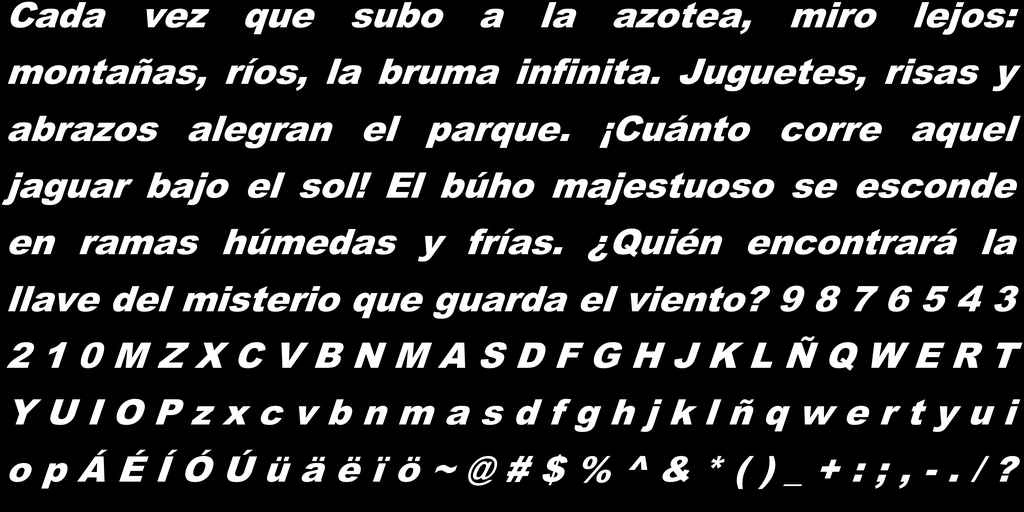 Cada vez que subo a la azotea, miro lejos:
montañas, ríos, la bruma infinita. Juguetes, risas y
abrazos alegran el parque. ¡Cuánto corre aquel
jaguar bajo el sol! El búho majestuoso se esconde
en ramas húmedas y frías. ¿Quién encontrará la
llave del misterio que guarda el viento? 9 8 7 6 5 4 3
2 1 0 M Z X C V B N M A S D F G H J K L Ñ Q W E R T
Y U I O P z x c v b n m a s d f g h j k l ñ q w e r t y u i
o p Á É Í Ó Ú ü ä ë ï ö ~ @ # $ % ^ & * ( ) _ + : ; , - . / ?